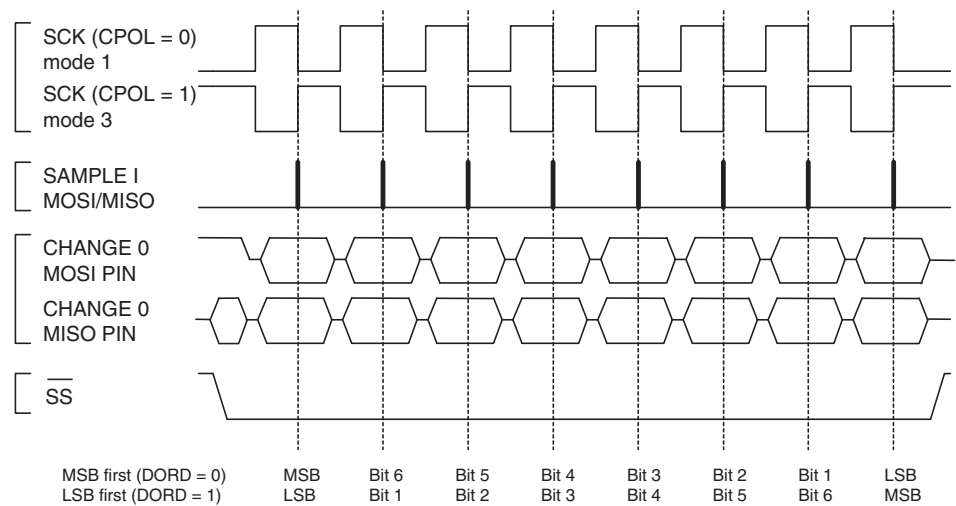 SCK (CPOL = 0)
mode 1
SCK (CPOL = 1)
mode 3
SAMPLE I
MOSI/MISO
CHANGE 0
MOSI PIN
CHANGE 0
MISO PIN
SS
MSB first (DORD = 0) MSB Bit 6 Bit 5 Bit 4 Bit 3 Bit 2 Bit 1 LSB
LSB first (DORD = 1) LSB Bit 1 Bit 2 Bit 3 Bit 4 Bit 5 Bit 6 MSB